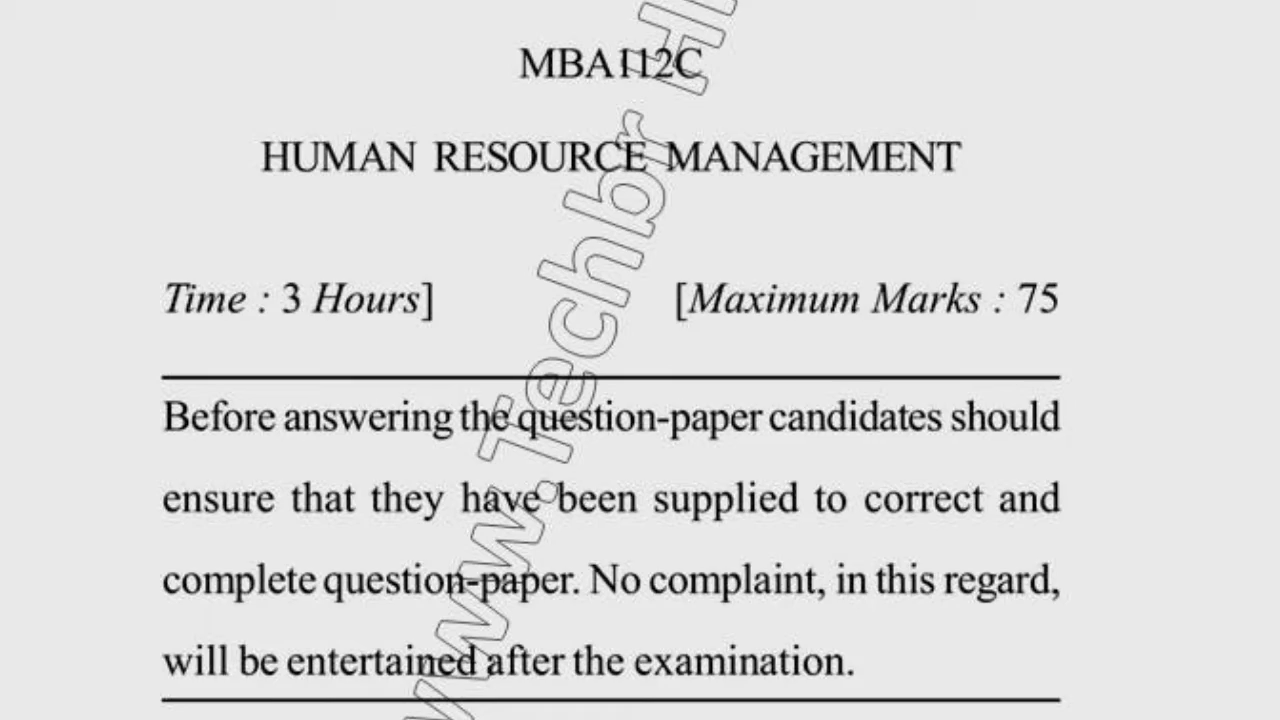 MBA112C
HUMAN RESOURCE MANAGEMENT
Time : 3 Hours] [Maximum Marks : 75
Before answering the question-paper candidates should
ensure that they have been supplied to correct and
complete question-paper. No complaint, in this regard,
will be entertained after the examination.
www.Techbr